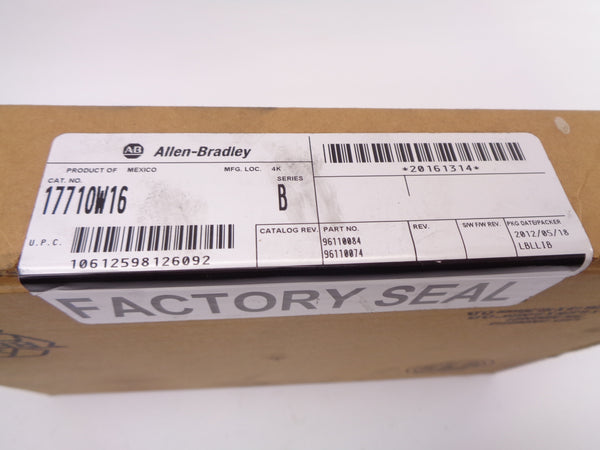 AB Allen-Bradley
PRODUCT OF MEXICO MFG. LOC. 4K
CAT. NO. SERIES
1771OW16 B
U.P.C.
10612598126092
*20161314*
CATALOG REV. PART NO. REV. S/W F/W REV. PKG DATE/PACKER
96110084 2012/05/18
96110074 LBLLIB
FACTORY SEAL